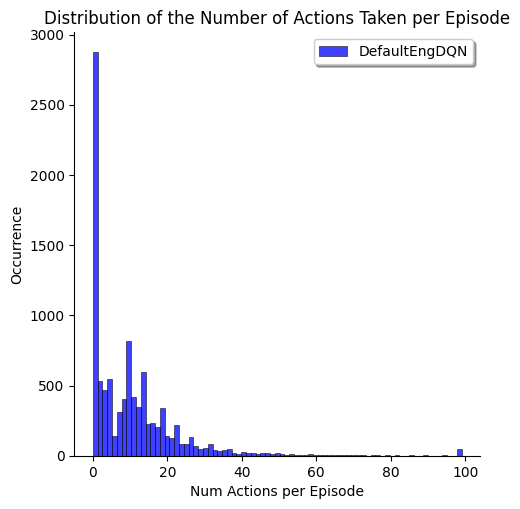 Distribution of the Number of Actions Taken per Episode
DefaultEngDQN
3000
2500
2000
1500
1000
500
0
Occurrence
0 20 40 60 80 100
Num Actions per Episode